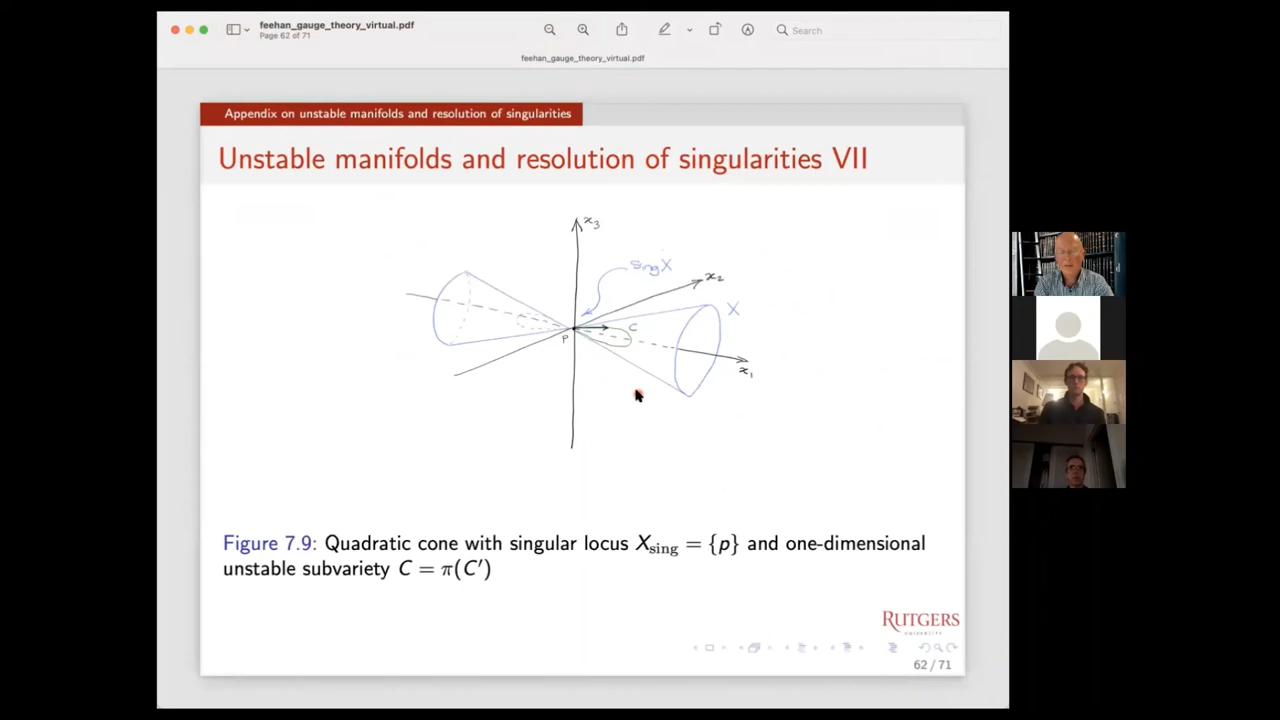 feehan_gauge_theory_virtual.pdf
Page 62 of 71
Search
feehan_gauge_theory_virtual.pdf
Appendix on unstable manifolds and resolution of singularities
Unstable manifolds and resolution of singularities VII
x₃
sing X
x₂
X
C
P
x₁
Figure 7.9: Quadratic cone with singular locus X_sing = {p} and one-dimensional
unstable subvariety C = π(C′)
RUTGERS
UNIVERSITY
62 / 71